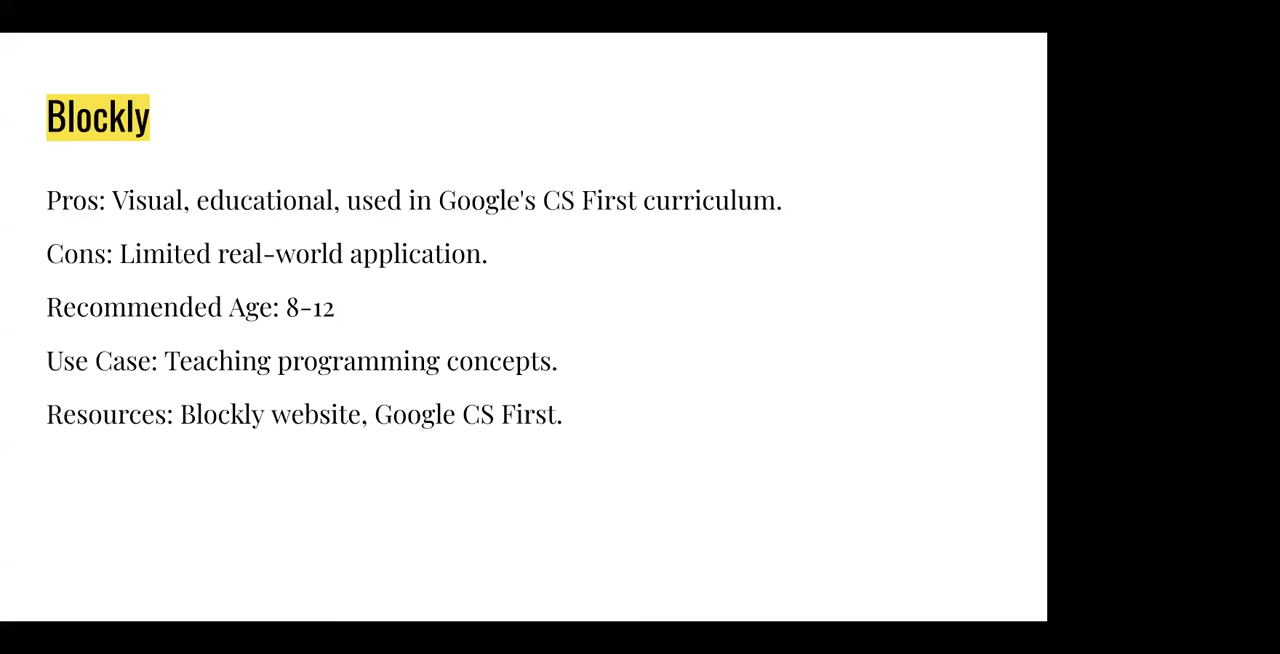 Blockly
Pros: Visual, educational, used in Google's CS First curriculum.
Cons: Limited real-world application.
Recommended Age: 8-12
Use Case: Teaching programming concepts.
Resources: Blockly website, Google CS First.